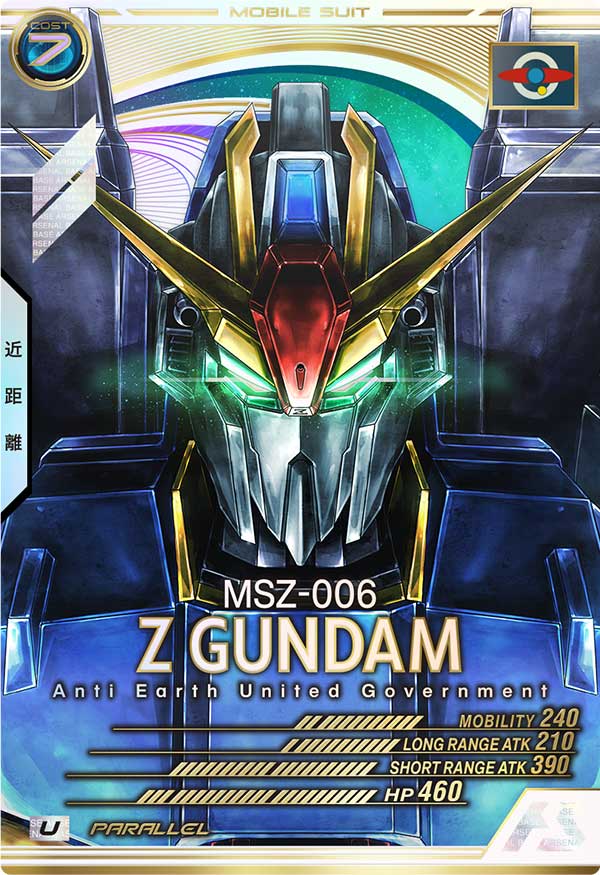 MOBILE SUIT
COST
7
近距離
MSZ-006
Z GUNDAM
Anti Earth United Government
MOBILITY 240
LONG RANGE ATK 210
SHORT RANGE ATK 390
HP 460
U
PARALLEL